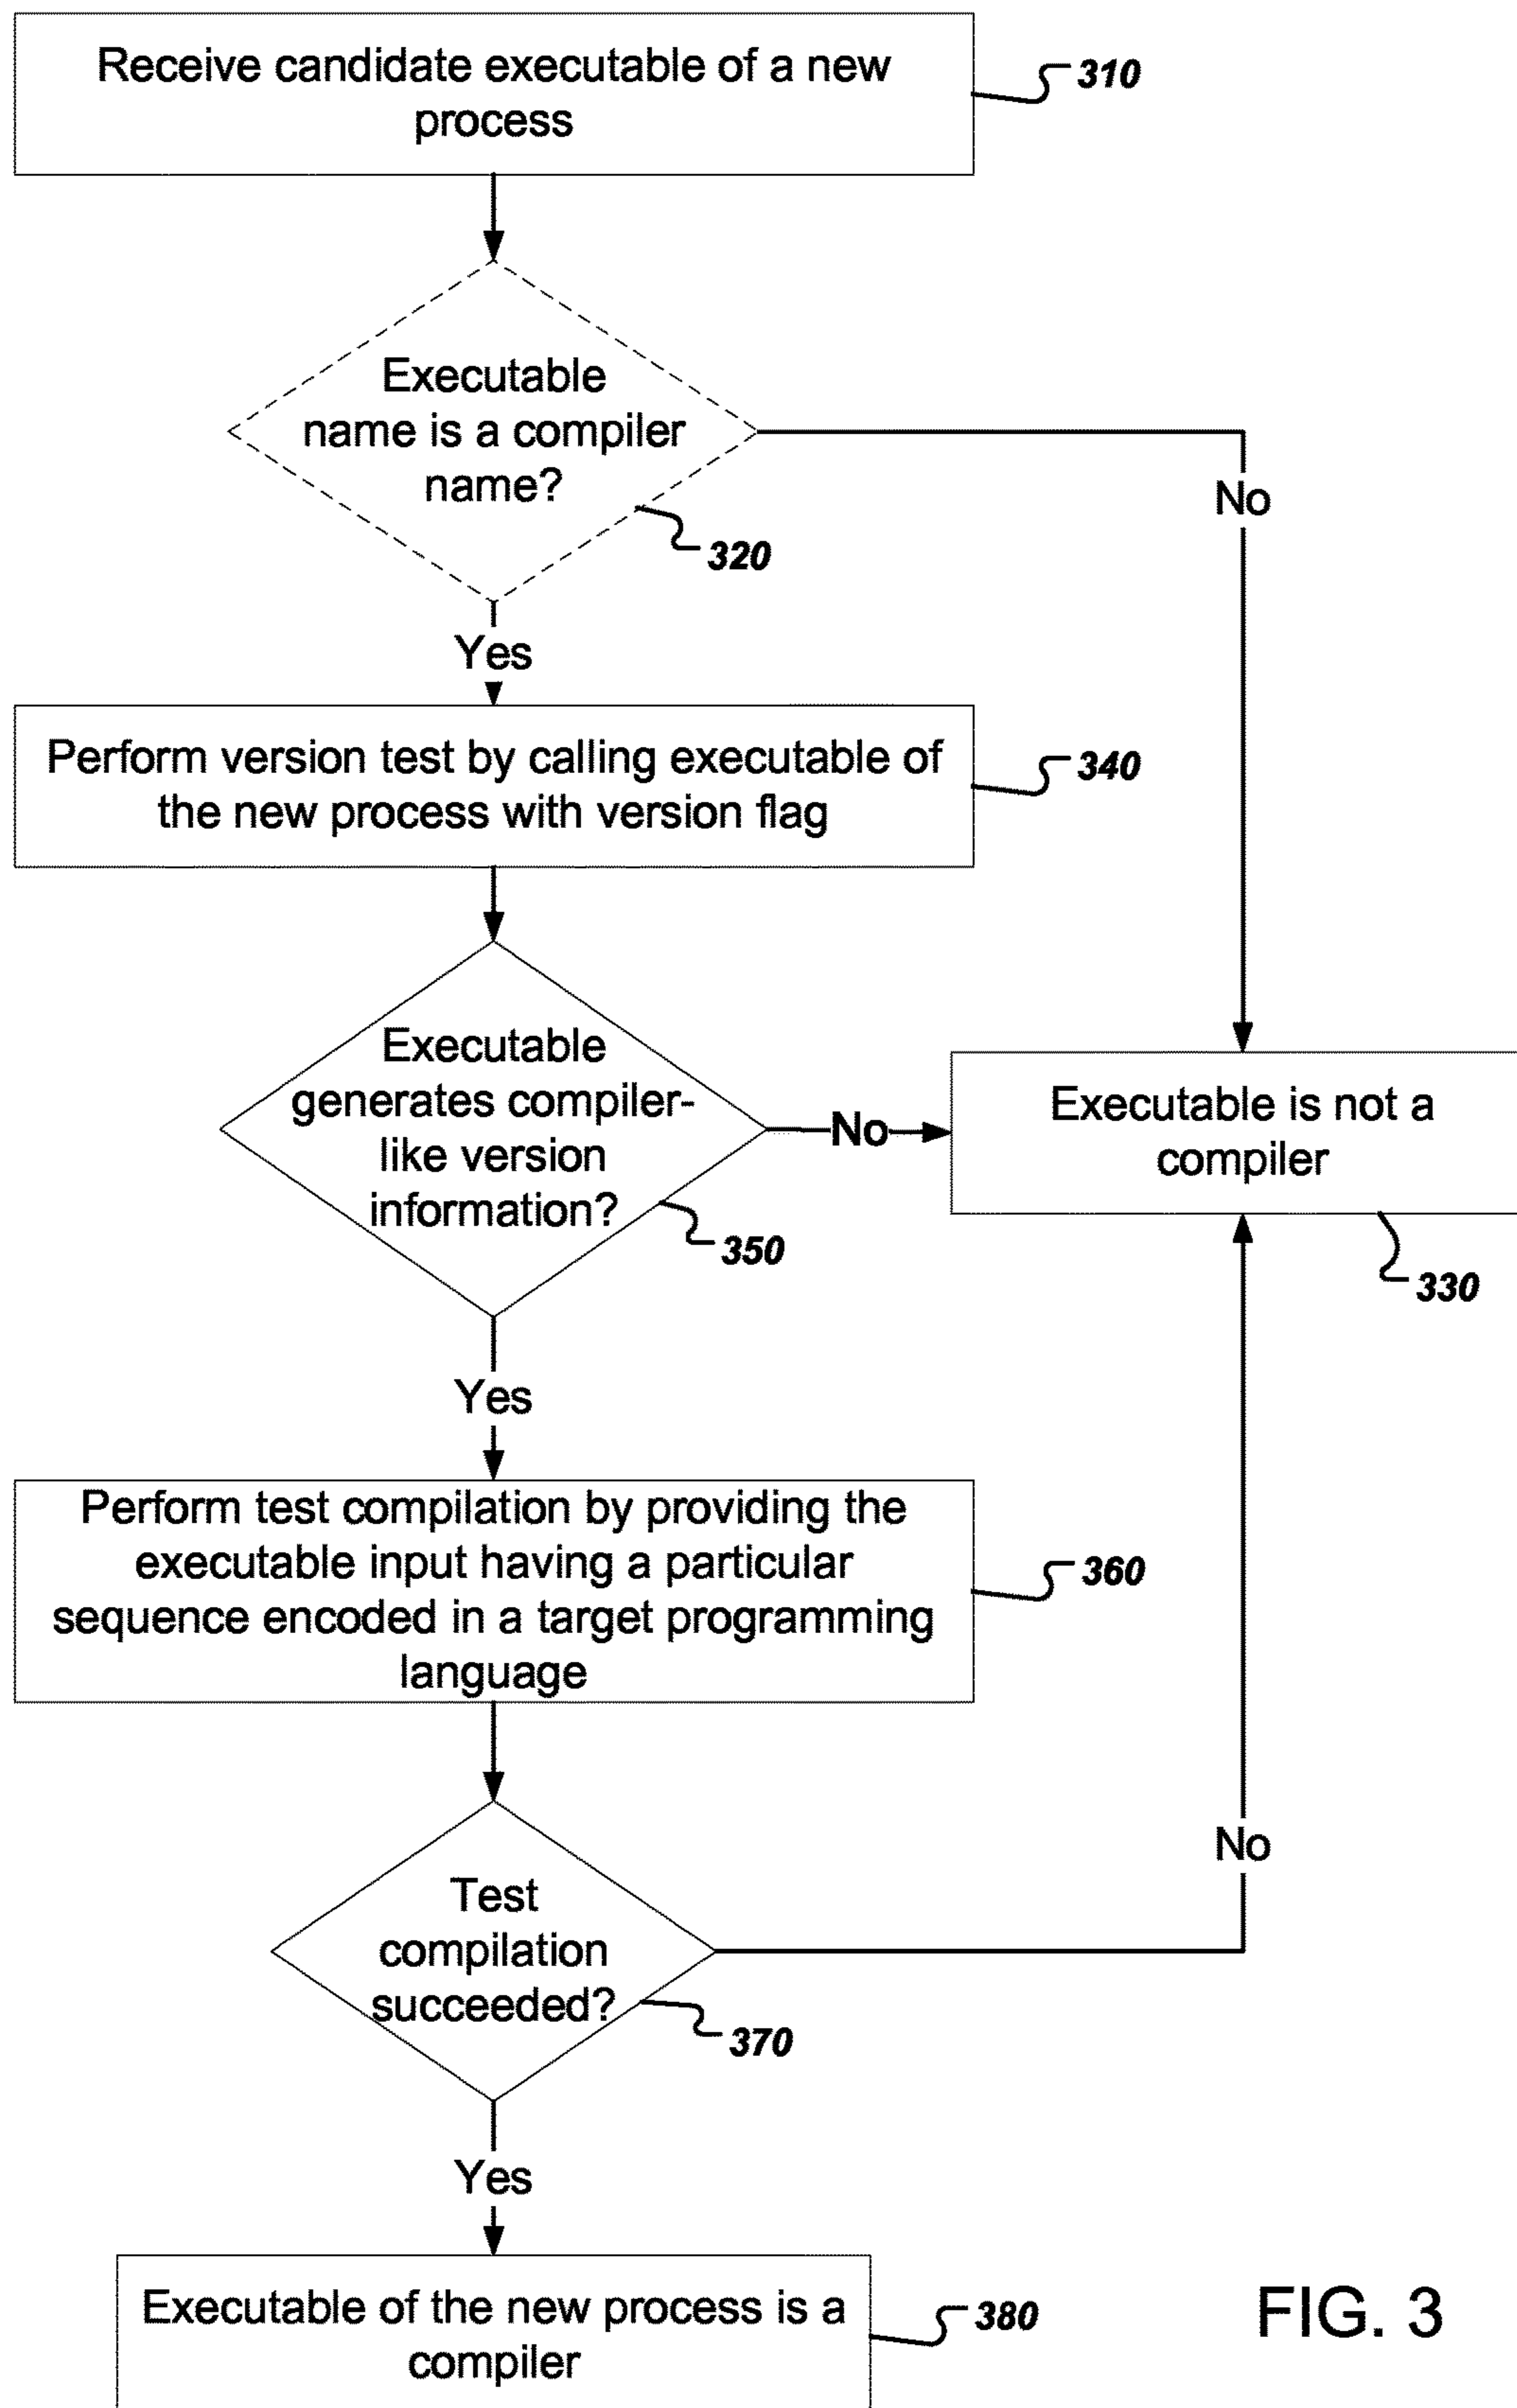 Receive candidate executable of a new
process
310
Executable
name is a compiler
name?
320
No
Yes
Perform version test by calling executable of
the new process with version flag
340
Executable
generates compiler-
like version
information?
350
No
Executable is not a
compiler
330
Yes
Perform test compilation by providing the
executable input having a particular
sequence encoded in a target programming
language
360
Test
compilation
succeeded?
370
No
Yes
Executable of the new process is a
compiler
380
FIG. 3